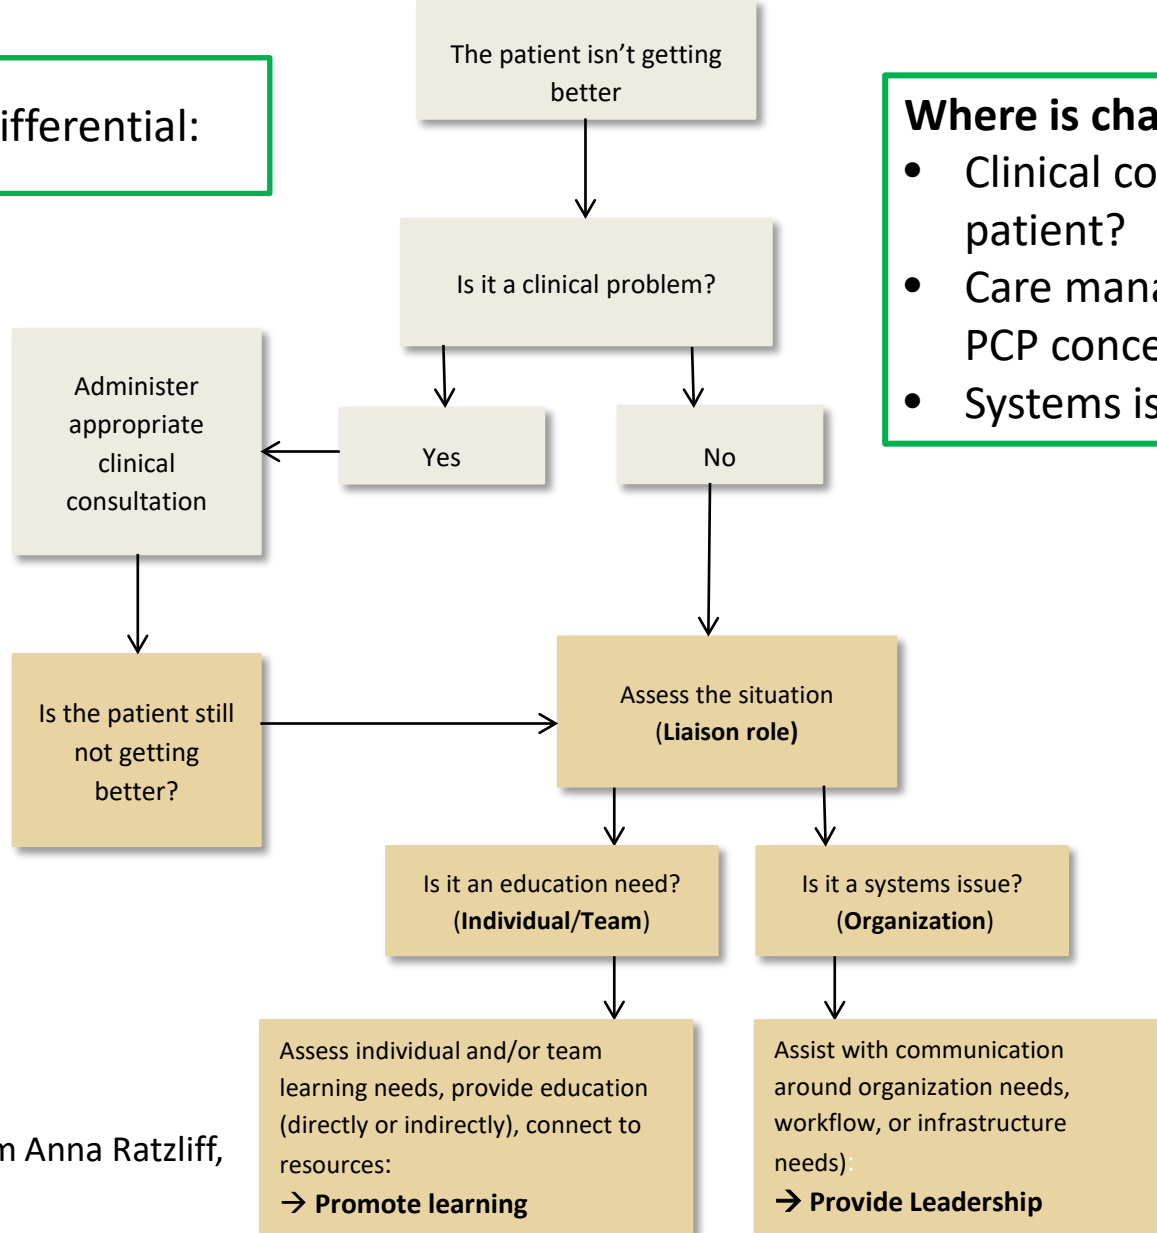 The patient isn’t getting
better
ifferential:
Where is cha
• Clinical co
patient?
• Care mana
PCP conce
• Systems is
Is it a clinical problem?
Administer
appropriate
clinical
consultation
Yes
No
Is the patient still
not getting
better?
Assess the situation
(Liaison role)
Is it an education need?
(Individual/Team)
Is it a systems issue?
(Organization)
Assess individual and/or team
learning needs, provide education
(directly or indirectly), connect to
resources:
→ Promote learning
Assist with communication
around organization needs,
workflow, or infrastructure
needs):
→ Provide Leadership
m Anna Ratzliff,